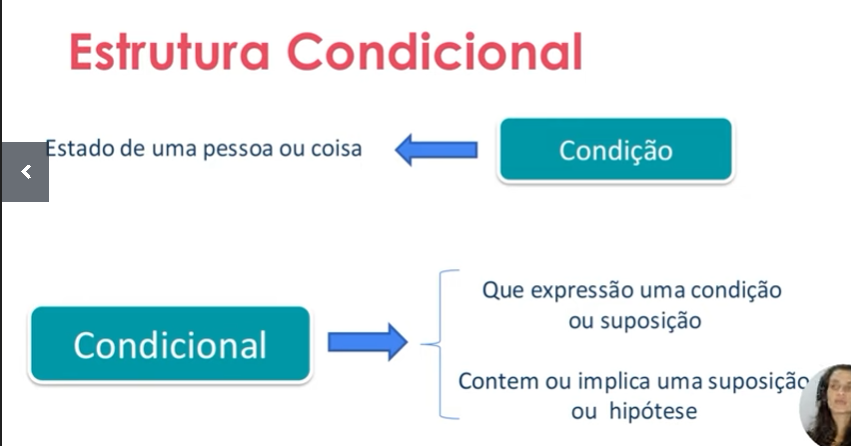 Estrutura Condicional
Estado de uma pessoa ou coisa
Condição
Condicional
Que expressão uma condição
ou suposição
Contem ou implica uma suposição
ou hipótese